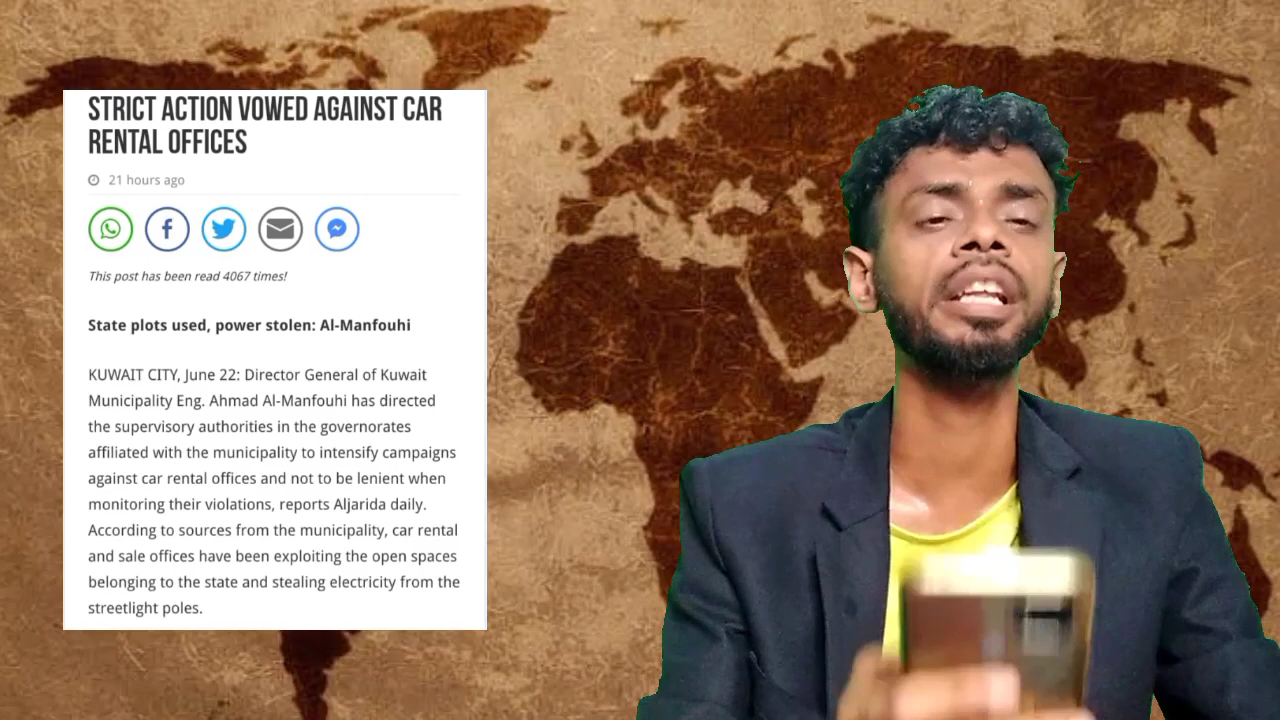 STRICT ACTION VOWED AGAINST CAR
RENTAL OFFICES
21 hours ago
This post has been read 4067 times!
State plots used, power stolen: Al-Manfouhi
KUWAIT CITY, June 22: Director General of Kuwait
Municipality Eng. Ahmad Al-Manfouhi has directed
the supervisory authorities in the governorates
affiliated with the municipality to intensify campaigns
against car rental offices and not to be lenient when
monitoring their violations, reports Aljarida daily.
According to sources from the municipality, car rental
and sale offices have been exploiting the open spaces
belonging to the state and stealing electricity from the
streetlight poles.